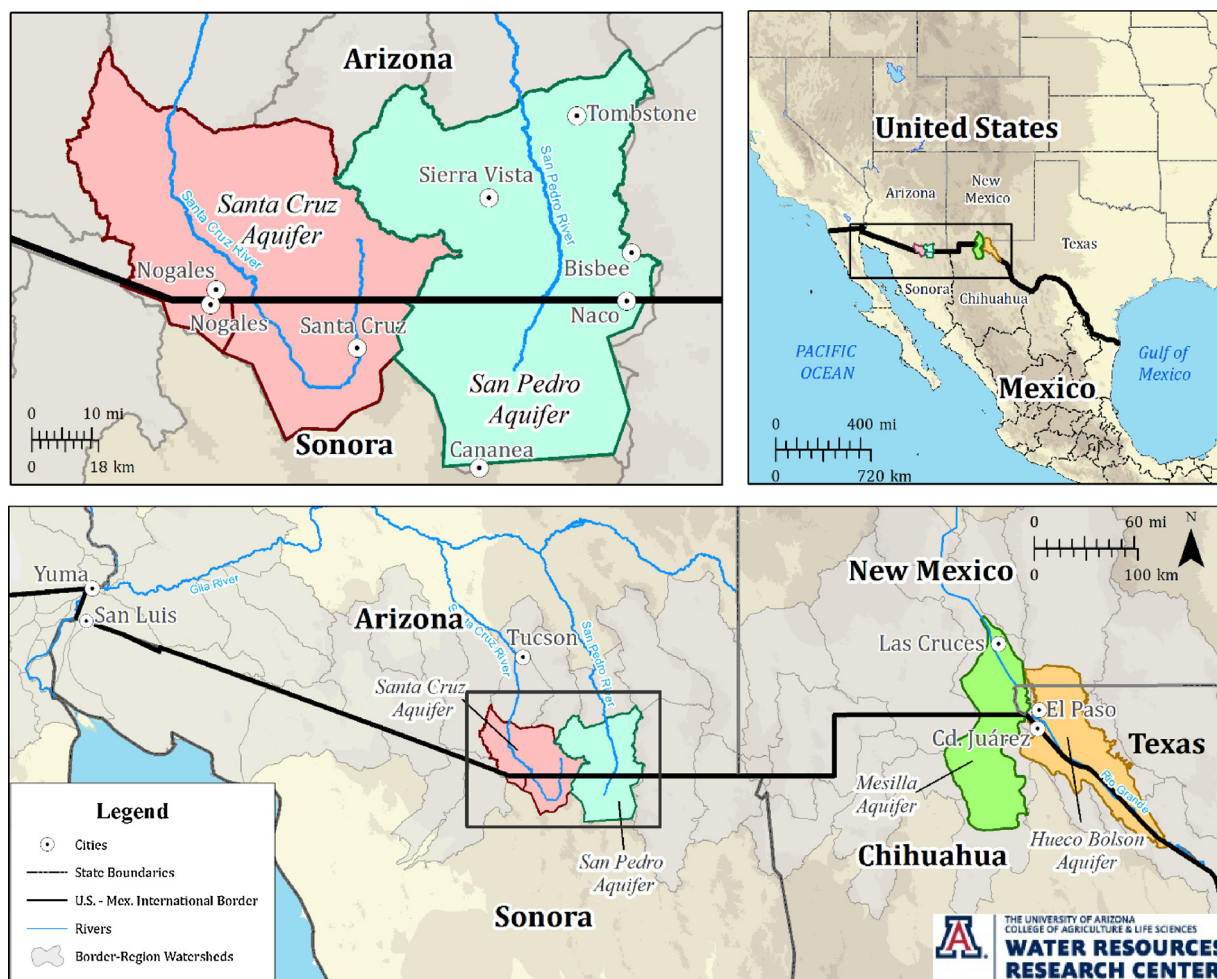 Arizona
Tombstone
Sierra Vista
San Pedro River
Santa Cruz
Aquifer
Santa Cruz River
Nogales
Bisbee
Nogales
Naco
Santa Cruz
San Pedro
Aquifer
0 10 mi
0 18 km
Sonora
Cananea
United States
Arizona
New
Mexico
Texas
Sonora
Chihuahua
PACIFIC
OCEAN
Gulf of
Mexico
Mexico
0 400 mi
0 720 km
0 60 mi
0 100 km
N
Yuma
Gila River
San Luis
Arizona
Santa Cruz River
Tucson
San Pedro River
Santa Cruz
Aquifer
New Mexico
Las Cruces
El Paso
Cd. Juárez
Texas
Mesilla
Aquifer
Rio Grande
Hueco Bolson
Aquifer
San Pedro
Aquifer
Chihuahua
Sonora
Legend
Cities
State Boundaries
U.S. - Mex. International Border
Rivers
Border-Region Watersheds
A
THE UNIVERSITY OF ARIZONA
COLLEGE OF AGRICULTURE & LIFE SCIENCES
WATER RESOURCES
RESEARCH CENTER